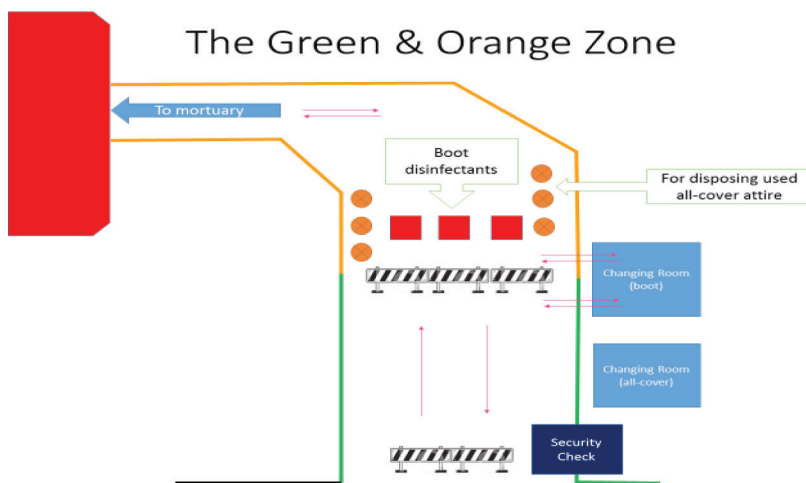 The Green & Orange Zone
To mortuary
Boot
disinfectants
For disposing used
all-cover attire
Changing Room
(boot)
Changing Room
(all-cover)
Security
Check